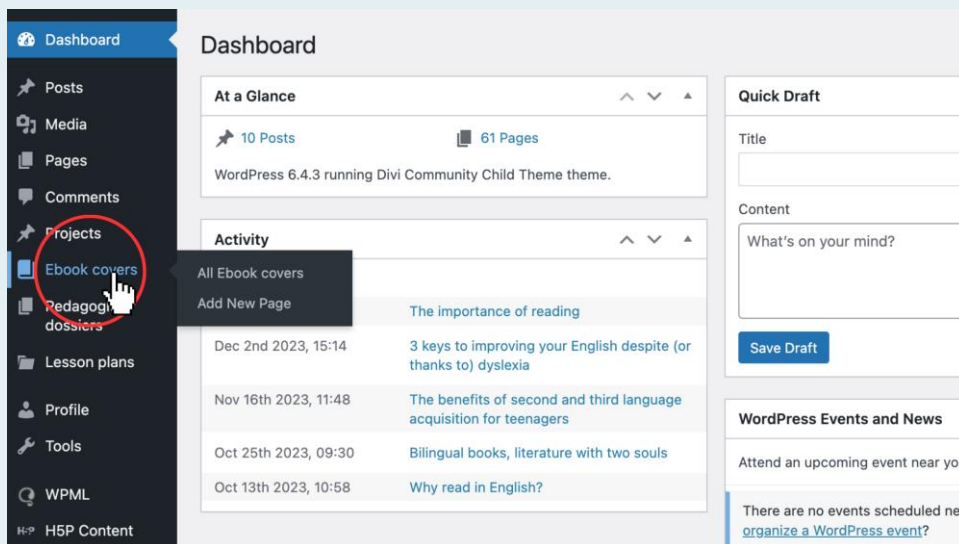 Dashboard
Posts
Media
Pages
Comments
Projects
Ebook covers
Pedagogi
dossiers
Lesson plans
Profile
Tools
WPML
H5P Content
All Ebook covers
Add New Page
Dashboard
At a Glance
10 Posts 61 Pages
WordPress 6.4.3 running Divi Community Child Theme theme.
Activity
The importance of reading
Dec 2nd 2023, 15:14 3 keys to improving your English despite (or
thanks to) dyslexia
Nov 16th 2023, 11:48 The benefits of second and third language
acquisition for teenagers
Oct 25th 2023, 09:30 Bilingual books, literature with two souls
Oct 13th 2023, 10:58 Why read in English?
Quick Draft
Title
Content
What's on your mind?
Save Draft
WordPress Events and News
Attend an upcoming event near yo
There are no events scheduled ne
organize a WordPress event?